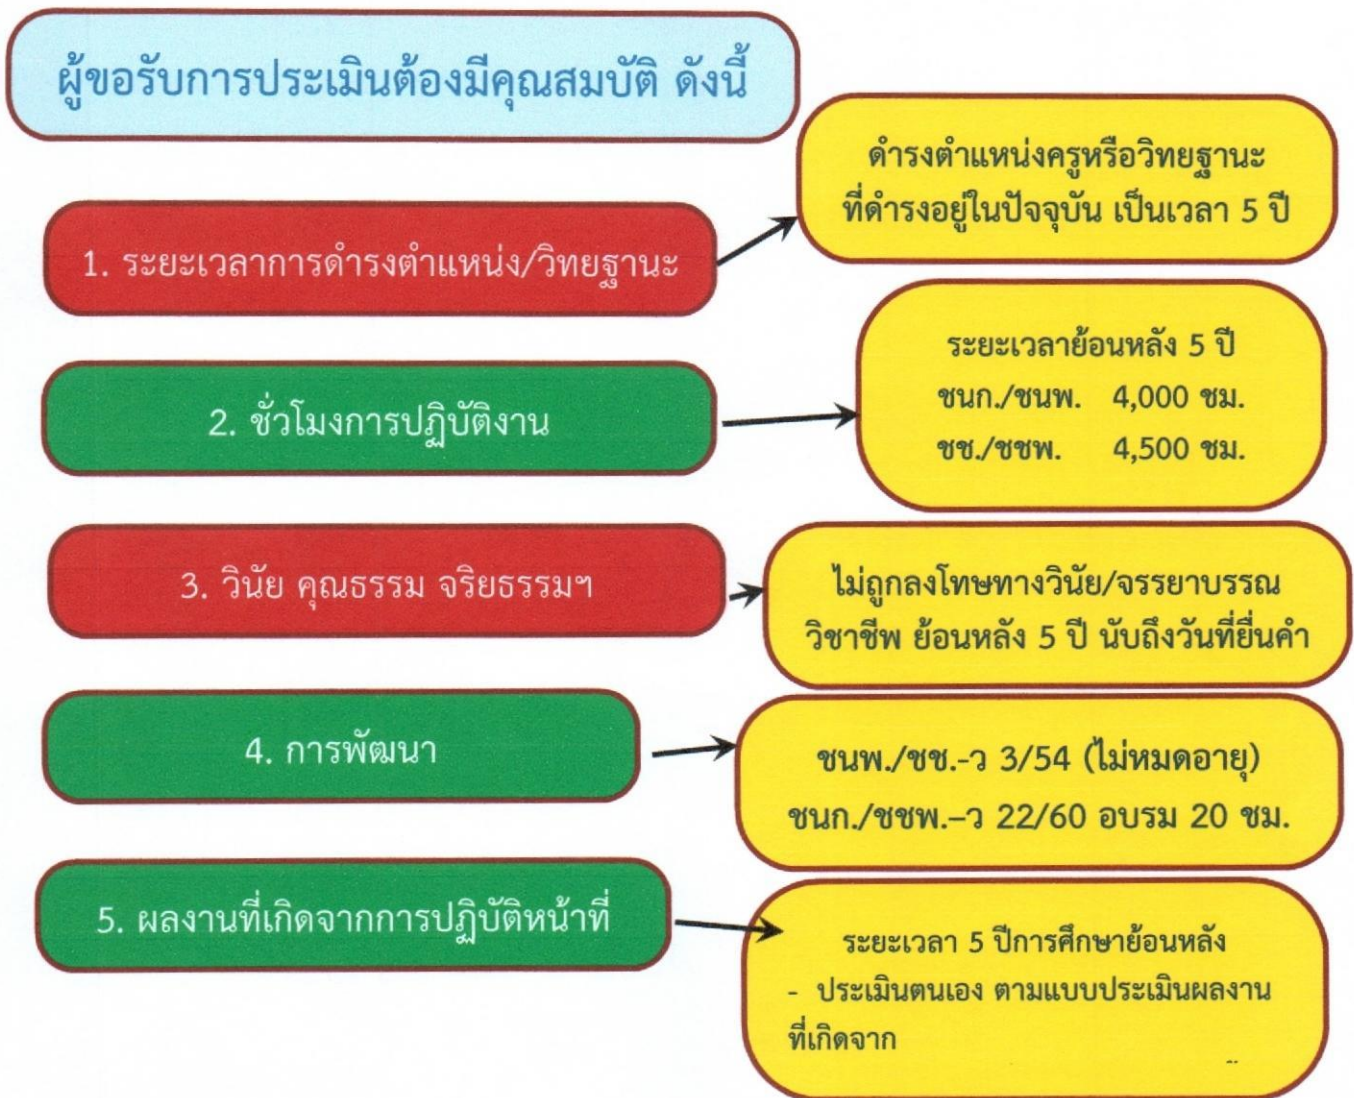 ผู้ขอรับการประเมินต้องมีคุณสมบัติ ดังนี้
1. ระยะเวลาการดำรงตำแหน่ง/วิทยฐานะ
ดำรงตำแหน่งครูหรือวิทยฐานะ
ที่ดำรงอยู่ในปัจจุบัน เป็นเวลา 5 ปี
2. ชั่วโมงการปฏิบัติงาน
ระยะเวลาย้อนหลัง 5 ปี
ชนก./ชนพ. 4,000 ชม.
ชช./ชชพ. 4,500 ชม.
3. วินัย คุณธรรม จริยธรรมฯ
ไม่ถูกลงโทษทางวินัย/จรรยาบรรณ
วิชาชีพ ย้อนหลัง 5 ปี นับถึงวันที่ยื่นคำ
4. การพัฒนา
ชนพ./ชช.-ว 3/54 (ไม่หมดอายุ)
ชนก./ชชพ.–ว 22/60 อบรม 20 ชม.
5. ผลงานที่เกิดจากการปฏิบัติหน้าที่
ระยะเวลา 5 ปีการศึกษาย้อนหลัง
- ประเมินตนเอง ตามแบบประเมินผลงาน
ที่เกิดจาก